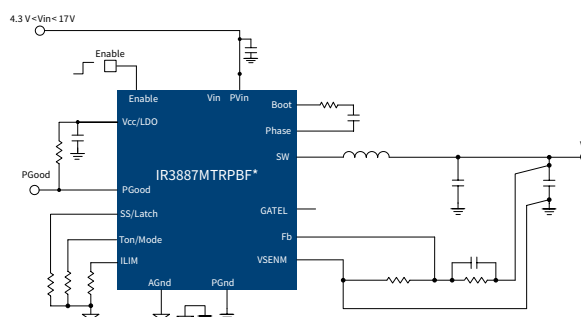 4.3 V <Vin< 17V
Enable
Enable
Vin
PVin
Boot
Vcc/LDO
Phase
SW
IR3887MTRPBF*
PGood
PGood
SS/Latch
GATEL
Ton/Mode
Fb
ILIM
VSENM
AGnd
PGnd